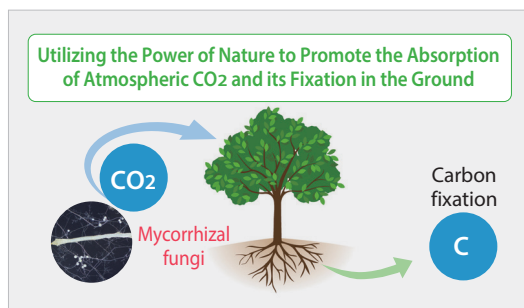 Utilizing the Power of Nature to Promote the Absorption
of Atmospheric CO2 and its Fixation in the Ground
CO2
Mycorrhizal
fungi
Carbon
fixation
C